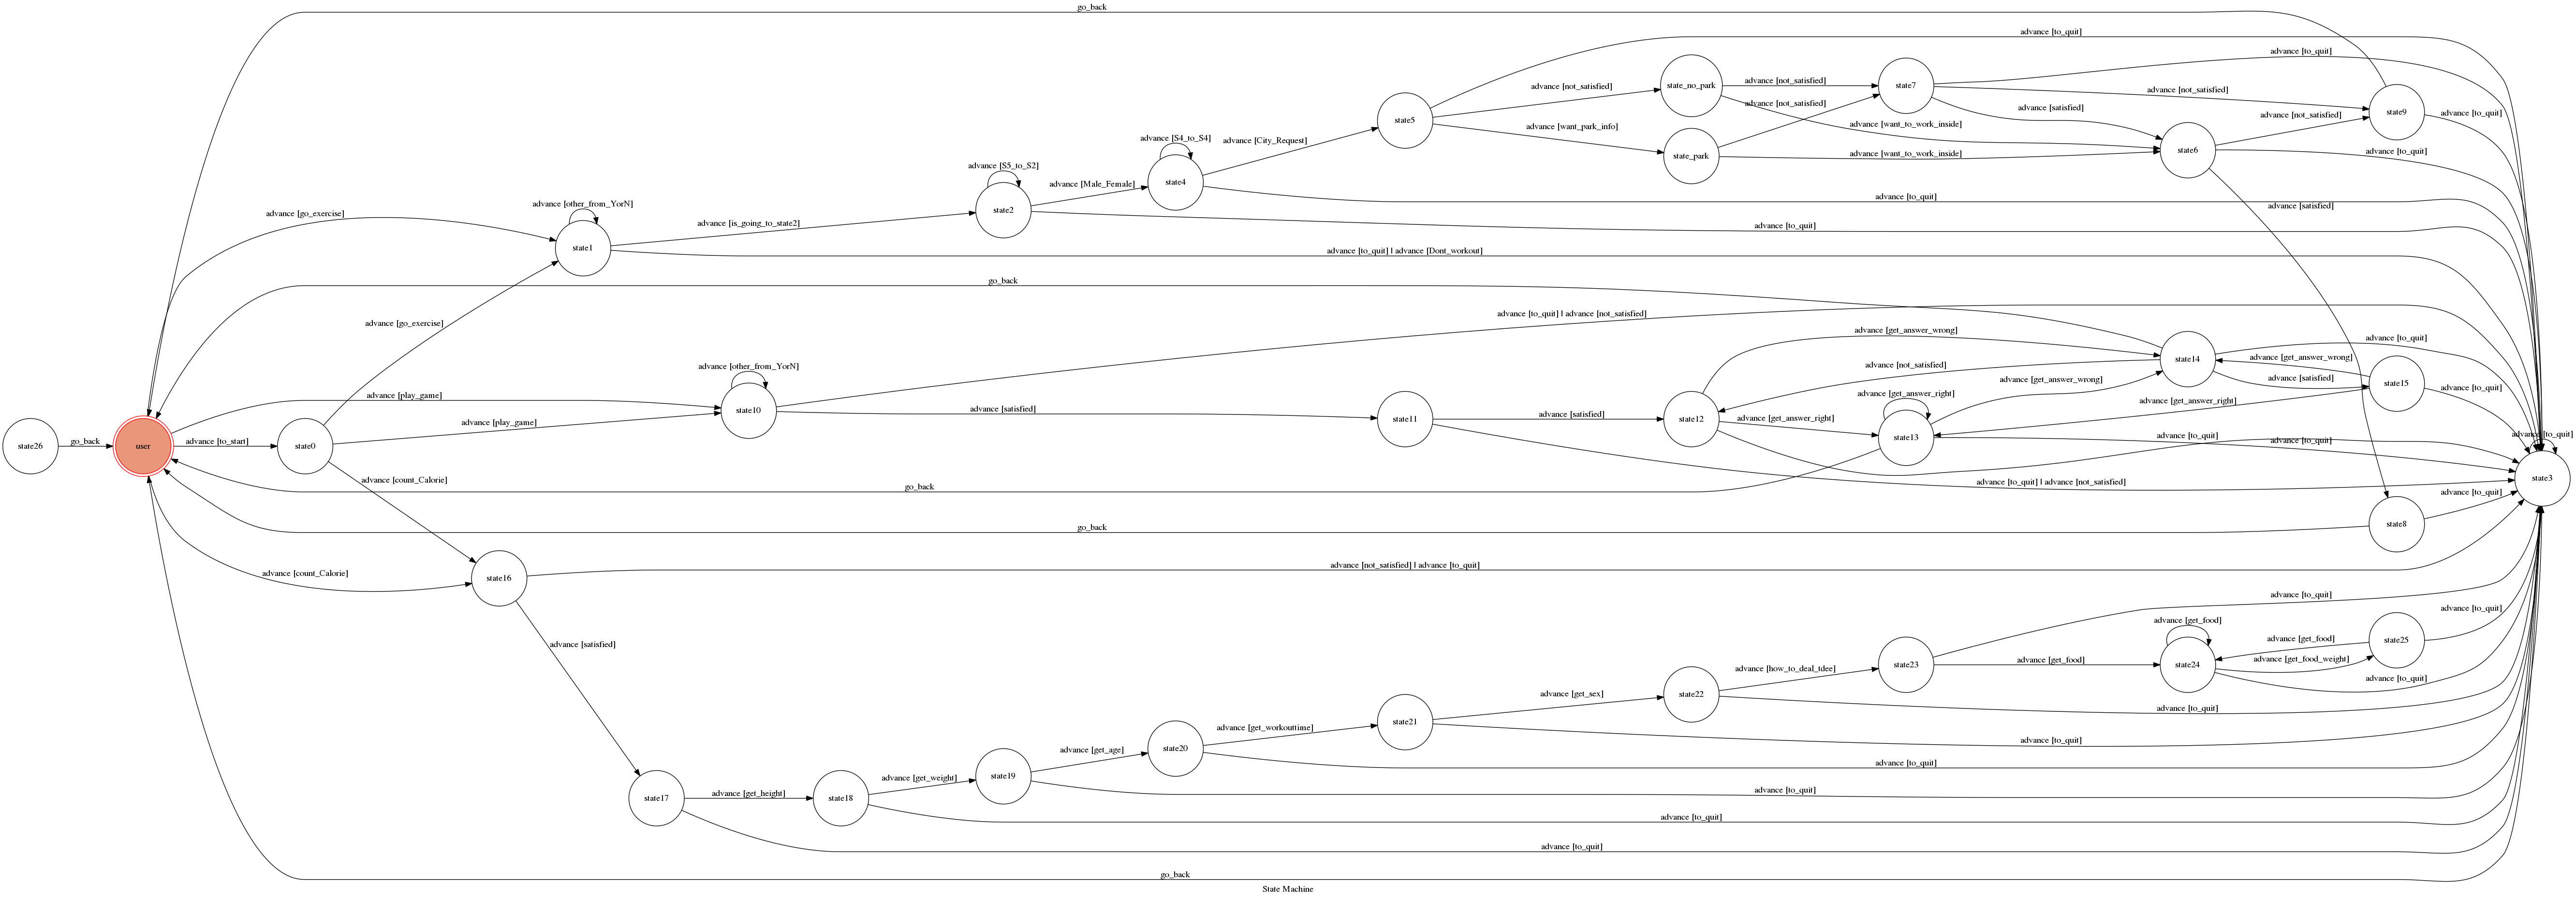 go_back
advance [to_quit]
advance [to_quit]
advance [not_satisfied]
advance [not_satisfied]
state_no_park
state7
advance [not_satisfied]
advance [not_satisfied]
advance [satisfied]
state9
advance [to_quit]
advance [not_satisfied]
state5
advance [want_park_info]
advance [want_to_work_inside]
advance [S4_to_S4]
advance [City_Request]
state_park
advance [want_to_work_inside]
state6
advance [to_quit]
advance [S5_to_S2]
advance [Male_Female]
state4
advance [to_quit]
advance [other_from_YorN]
advance [satisfied]
advance [go_exercise]
advance [is_going_to_state2]
state2
advance [to_quit]
state1
advance [to_quit] | advance [Dont_workout]
go_back
advance [go_exercise]
advance [to_quit] | advance [not_satisfied]
advance [get_answer_wrong]
advance [to_quit]
state14
advance [get_answer_wrong]
advance [other_from_YorN]
advance [not_satisfied]
advance [get_answer_wrong]
advance [satisfied]
state15
advance [to_quit]
advance [play_game]
advance [get_answer_right]
advance [get_answer_right]
state10
advance [satisfied]
state11
advance [satisfied]
state12
advance [get_answer_right]
advance [play_game]
state13
advance [to_quit]
advance [to_quit]
advance [to_quit]
state26
go_back
user
advance [to_start]
state0
advance [count_Calorie]
go_back
advance [to_quit] | advance [not_satisfied]
state3
advance [to_quit]
go_back
state8
advance [count_Calorie]
state16
advance [not_satisfied] | advance [to_quit]
advance [to_quit]
advance [to_quit]
advance [get_food]
advance [satisfied]
advance [get_food]
state25
advance [how_to_deal_tdee]
state23
advance [get_food]
state24
advance [get_food_weight]
advance [to_quit]
advance [get_sex]
state22
advance [to_quit]
advance [get_workouttime]
state21
advance [to_quit]
advance [get_age]
state20
advance [to_quit]
advance [get_weight]
state19
advance [to_quit]
state17
advance [get_height]
state18
advance [to_quit]
advance [to_quit]
go_back
State Machine